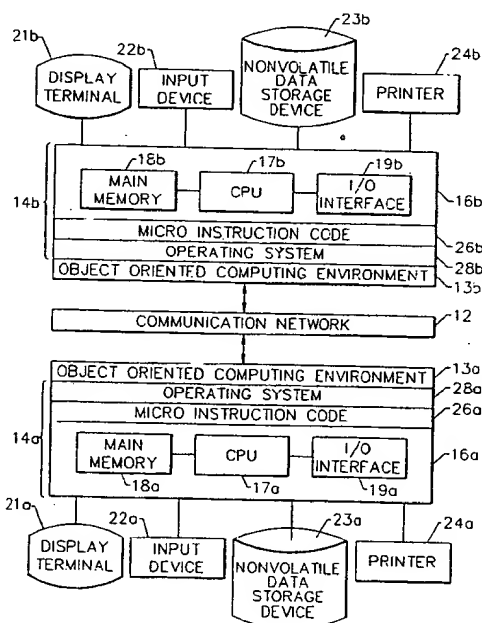 21b
22b
23b
24b
DISPLAY
TERMINAL
INPUT
DEVICE
NONVOLATILE
DATA
STORAGE
DEVICE
PRINTER
14b
18b
MAIN
MEMORY
17b
CPU
19b
I/O
INTERFACE
16b
MICRO INSTRUCTION CODE
26b
OPERATING SYSTEM
28b
OBJECT ORIENTED COMPUTING ENVIRONMENT
13b
COMMUNICATION NETWORK
12
OBJECT ORIENTED COMPUTING ENVIRONMENT
13a
OPERATING SYSTEM
28a
MICRO INSTRUCTION CODE
26a
14a
MAIN
MEMORY
18a
CPU
17a
I/O
INTERFACE
19a
16a
21a
22a
23a
24a
DISPLAY
TERMINAL
INPUT
DEVICE
NONVOLATILE
DATA
STORAGE
DEVICE
PRINTER